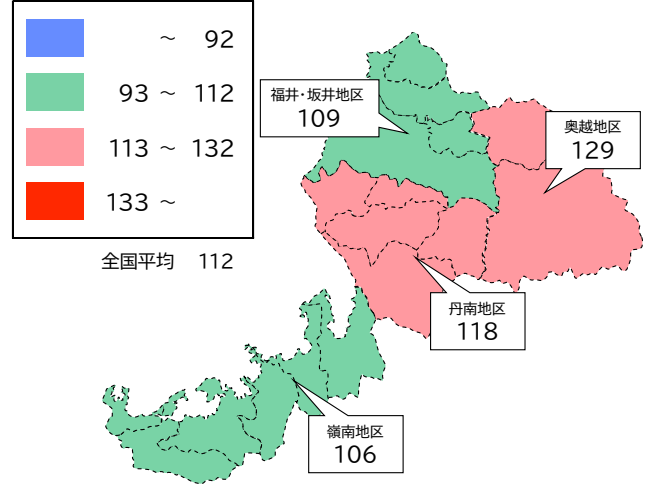 ～ 92
93 ～ 112
113 ～ 132
133 ～
全国平均 112
福井・坂井地区
109
奥越地区
129
丹南地区
118
嶺南地区
106